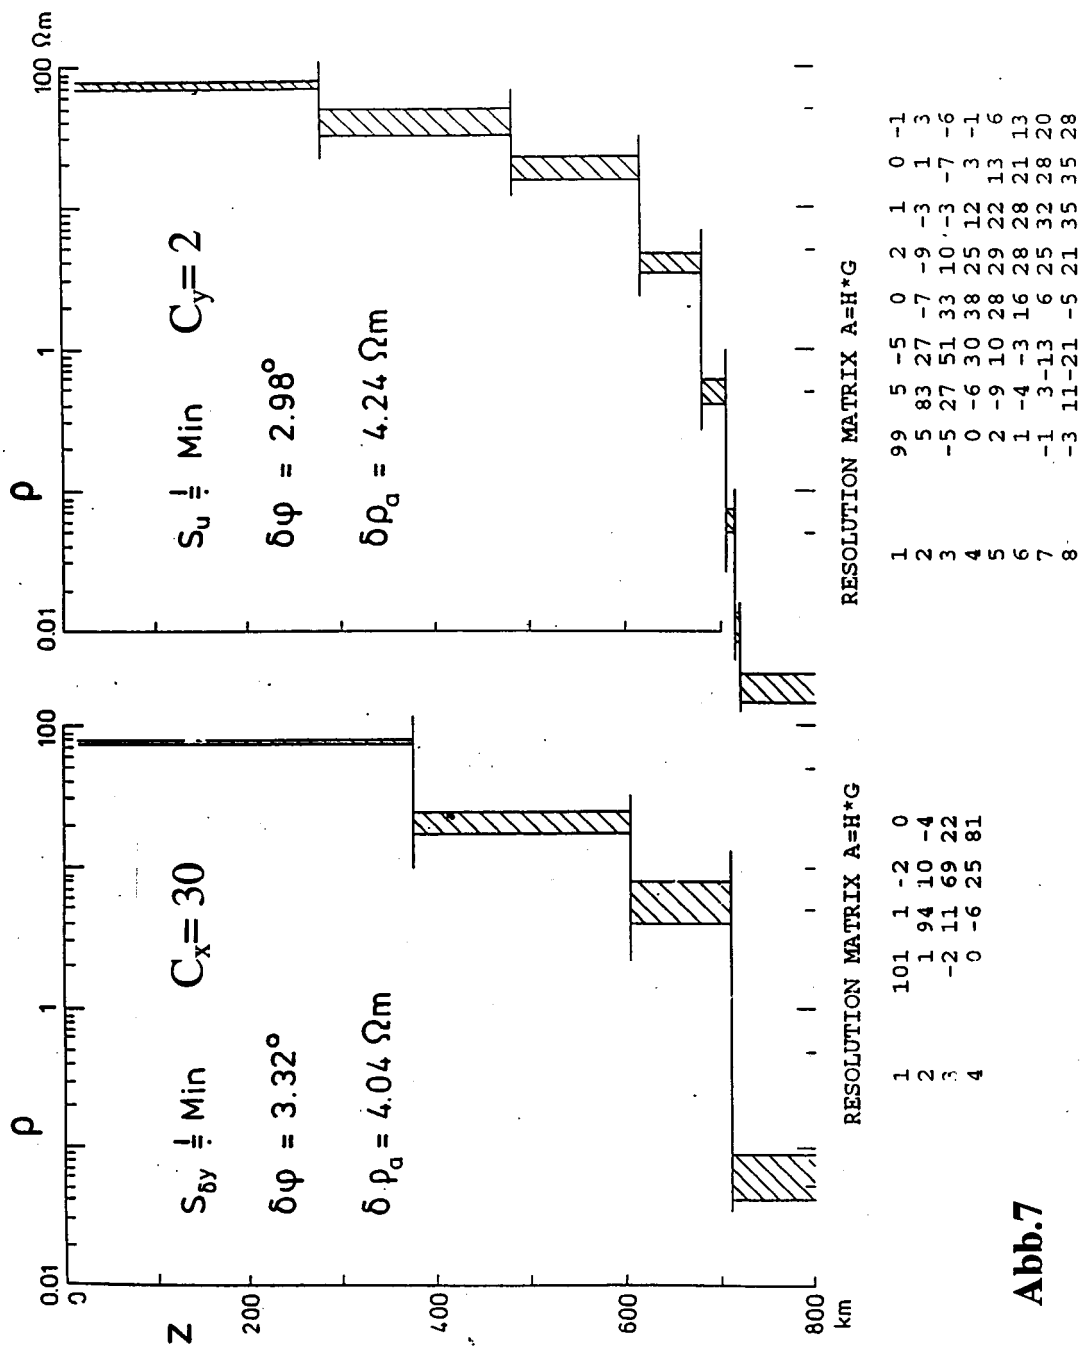 ρ
0.01 1 100
0
200
400
600
800
km
Z
S_δy != Min C_x= 30
δφ = 3.32°
δρ_a = 4.04 Ωm
RESOLUTION MATRIX A=H*G
1 101 1 -2 0
2 1 94 10 -4
3 -2 11 69 22
4 0 -6 25 81
ρ
0.01 1 100 Ωm
S_u != Min C_y= 2
δφ = 2.98°
δρ_a = 4.24 Ωm
RESOLUTION MATRIX A=H*G
1 99 5 -5 0 2 1 0 -1
2 5 83 27 -7 -9 -3 1 3
3 -5 27 51 33 10 -3 -7 -6
4 0 -6 30 38 25 12 3 -1
5 2 -9 10 28 29 22 13 6
6 1 -4 -3 16 28 28 21 13
7 -1 3-13 6 25 32 28 20
8 -3 11-21 -5 21 35 35 28
Abb.7